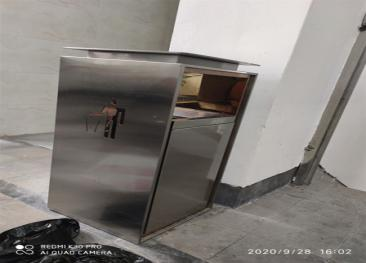 REDMI K30 PRO
AI QUAD CAMERA
2020/9/28 16:02